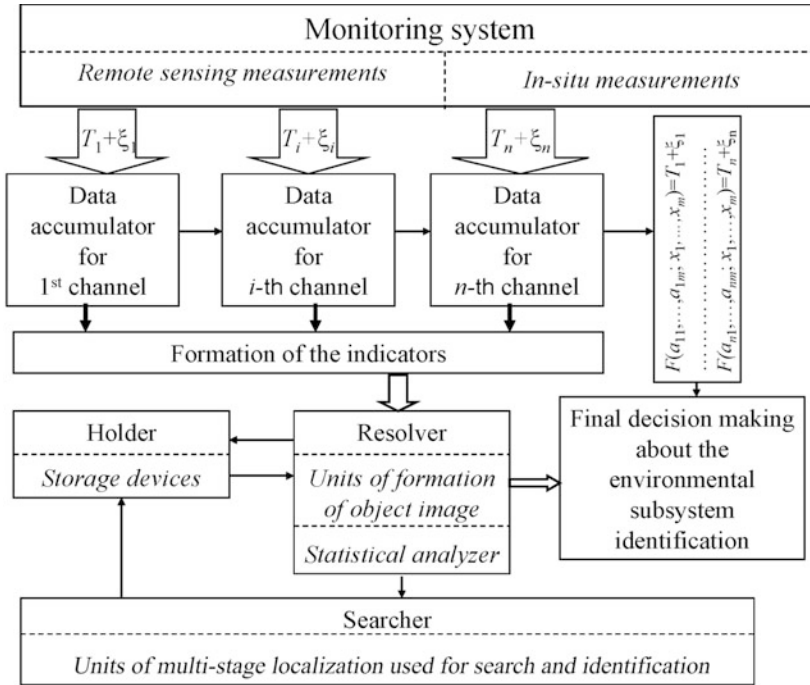 Monitoring system
Remote sensing measurements
In-situ measurements
T₁+ξ₁
Tᵢ+ξᵢ
Tₙ+ξₙ
Data
accumulator
for
1ˢᵗ channel
Data
accumulator
for
i-th channel
Data
accumulator for
n-th channel
F(a₁₁,...,a₁ₘ; x₁,...,xₘ)=T₁+ξ₁
................................
F(aₙ₁,...,aₙₘ; x₁,...,xₘ)=Tₙ+ξₙ
Formation of the indicators
Holder
Storage devices
Resolver
Units of formation
of object image
Statistical analyzer
Final decision making
about the
environmental
subsystem
identification
Searcher
Units of multi-stage localization used for search and identification